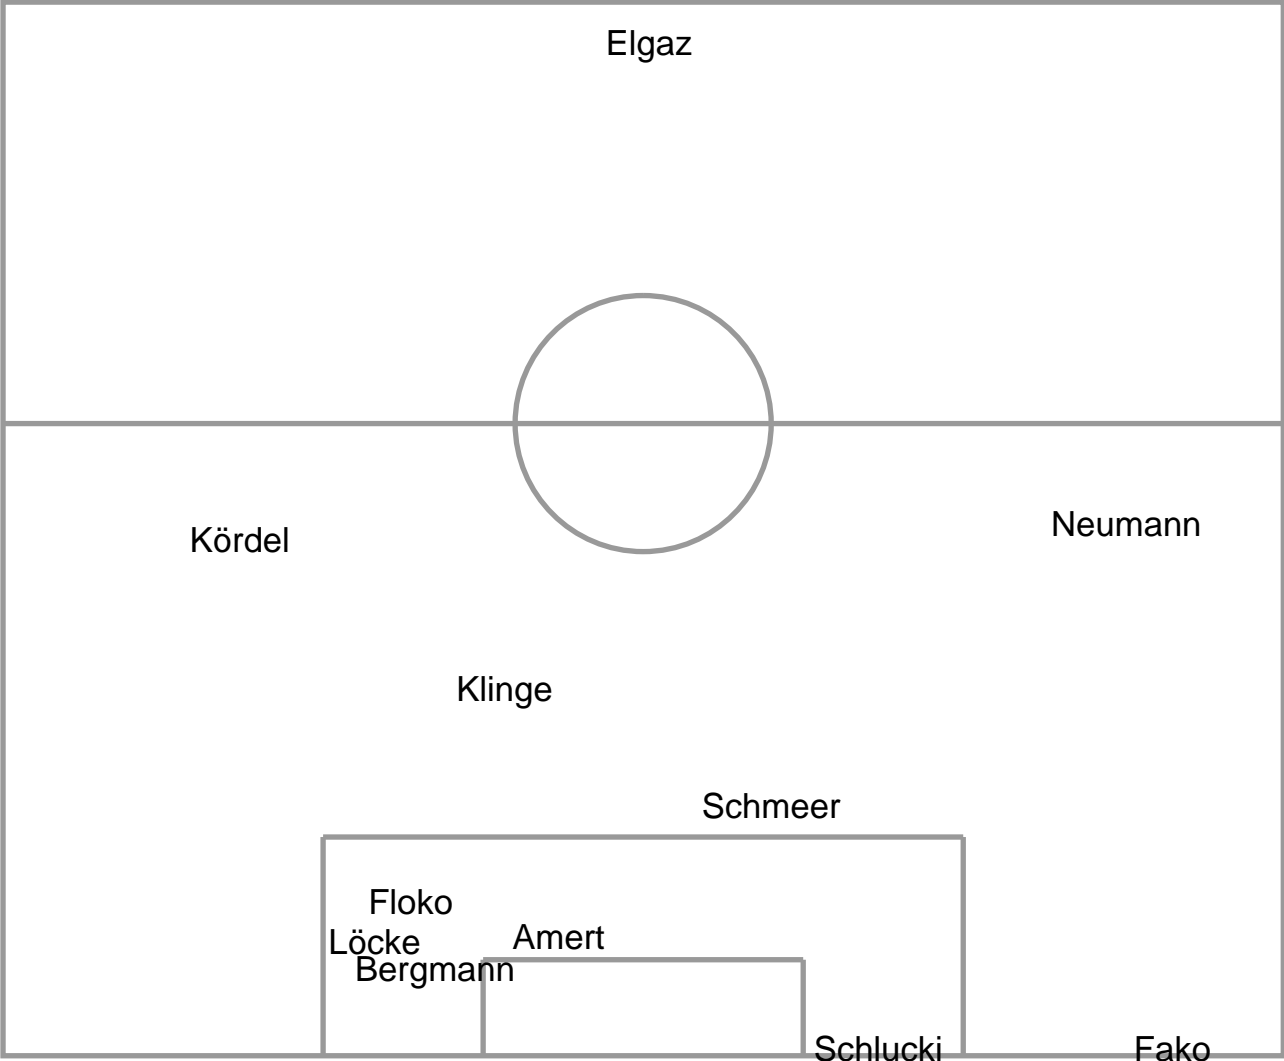 Elgaz
Neumann
Kördel
Klinge
Schmeer
Floko
Amert
Löcke
Bergmann
Schlucki
Fako